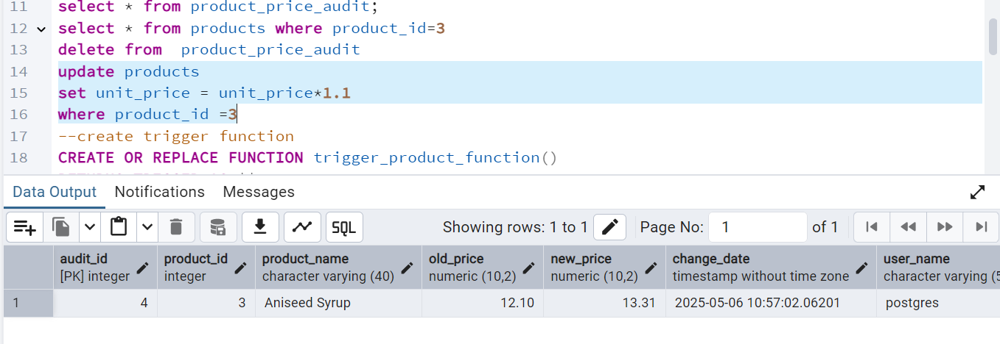 11 select * from product_price_audit;
12 select * from products where product_id=3
13 delete from  product_price_audit
14 update products
15 set unit_price = unit_price*1.1
16 where product_id =3
17 --create trigger function
18 CREATE OR REPLACE FUNCTION trigger_product_function()
Data Output Notifications Messages
SQL Showing rows: 1 to 1 Page No: 1 of 1
audit_id product_id product_name old_price new_price change_date user_name
[PK] integer integer character varying (40) numeric (10,2) numeric (10,2) timestamp without time zone character varying (5
1 4 3 Aniseed Syrup 12.10 13.31 2025-05-06 10:57:02.06201 postgres